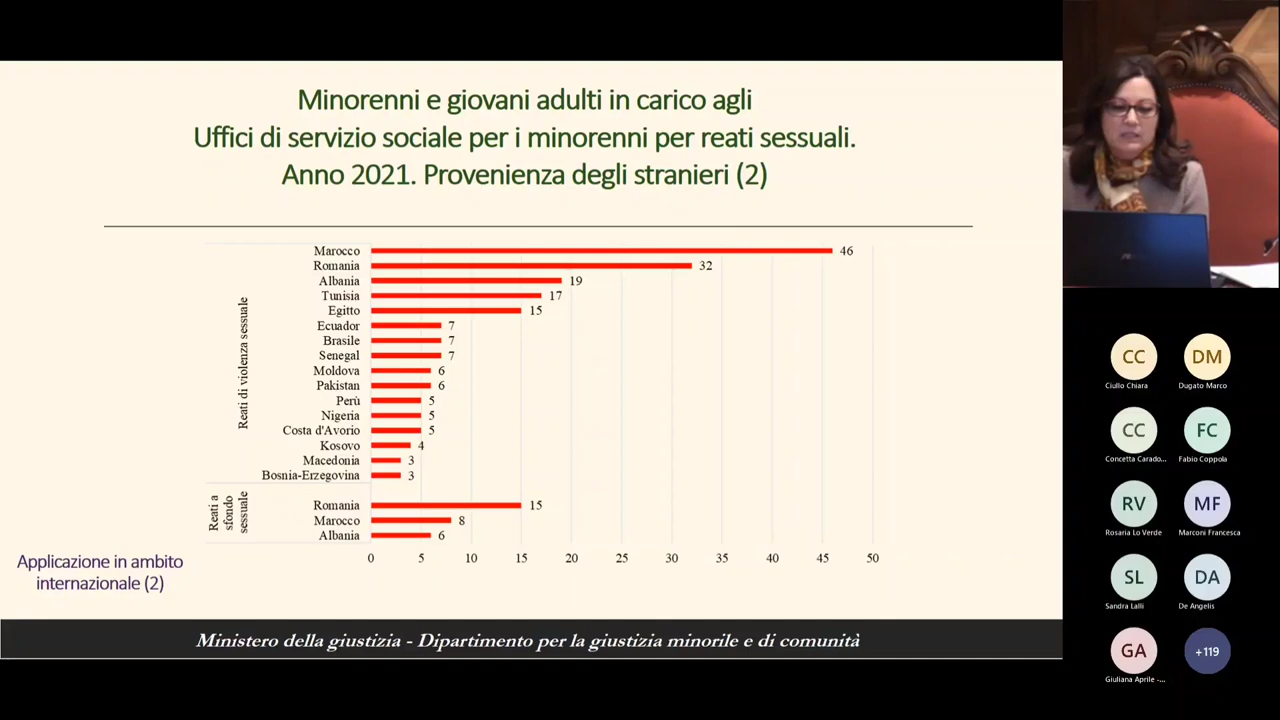 Minorenni e giovani adulti in carico agli
Uffici di servizio sociale per i minorenni per reati sessuali.
Anno 2021. Provenienza degli stranieri (2)
Reati di violenza sessuale
Marocco 46
Romania 32
Albania 19
Tunisia 17
Egitto 15
Ecuador 7
Brasile 7
Senegal 7
Moldova 6
Pakistan 6
Perù 5
Nigeria 5
Costa d'Avorio 5
Kosovo 4
Macedonia 3
Bosnia-Erzegovina 3
Reati a
sfondo
sessuale
Romania 15
Marocco 8
Albania 6
0 5 10 15 20 25 30 35 40 45 50
Applicazione in ambito
internazionale (2)
Ministero della giustizia - Dipartimento per la giustizia minorile e di comunità
CC DM
Ciullo Chiara Dugato Marco
CC FC
Concetta Carado... Fabio Coppola
RV MF
Rosaria Lo Verde Marconi Francesca
SL DA
Sandra Lalli De Angelis
GA +119
Giuliana Aprile -...